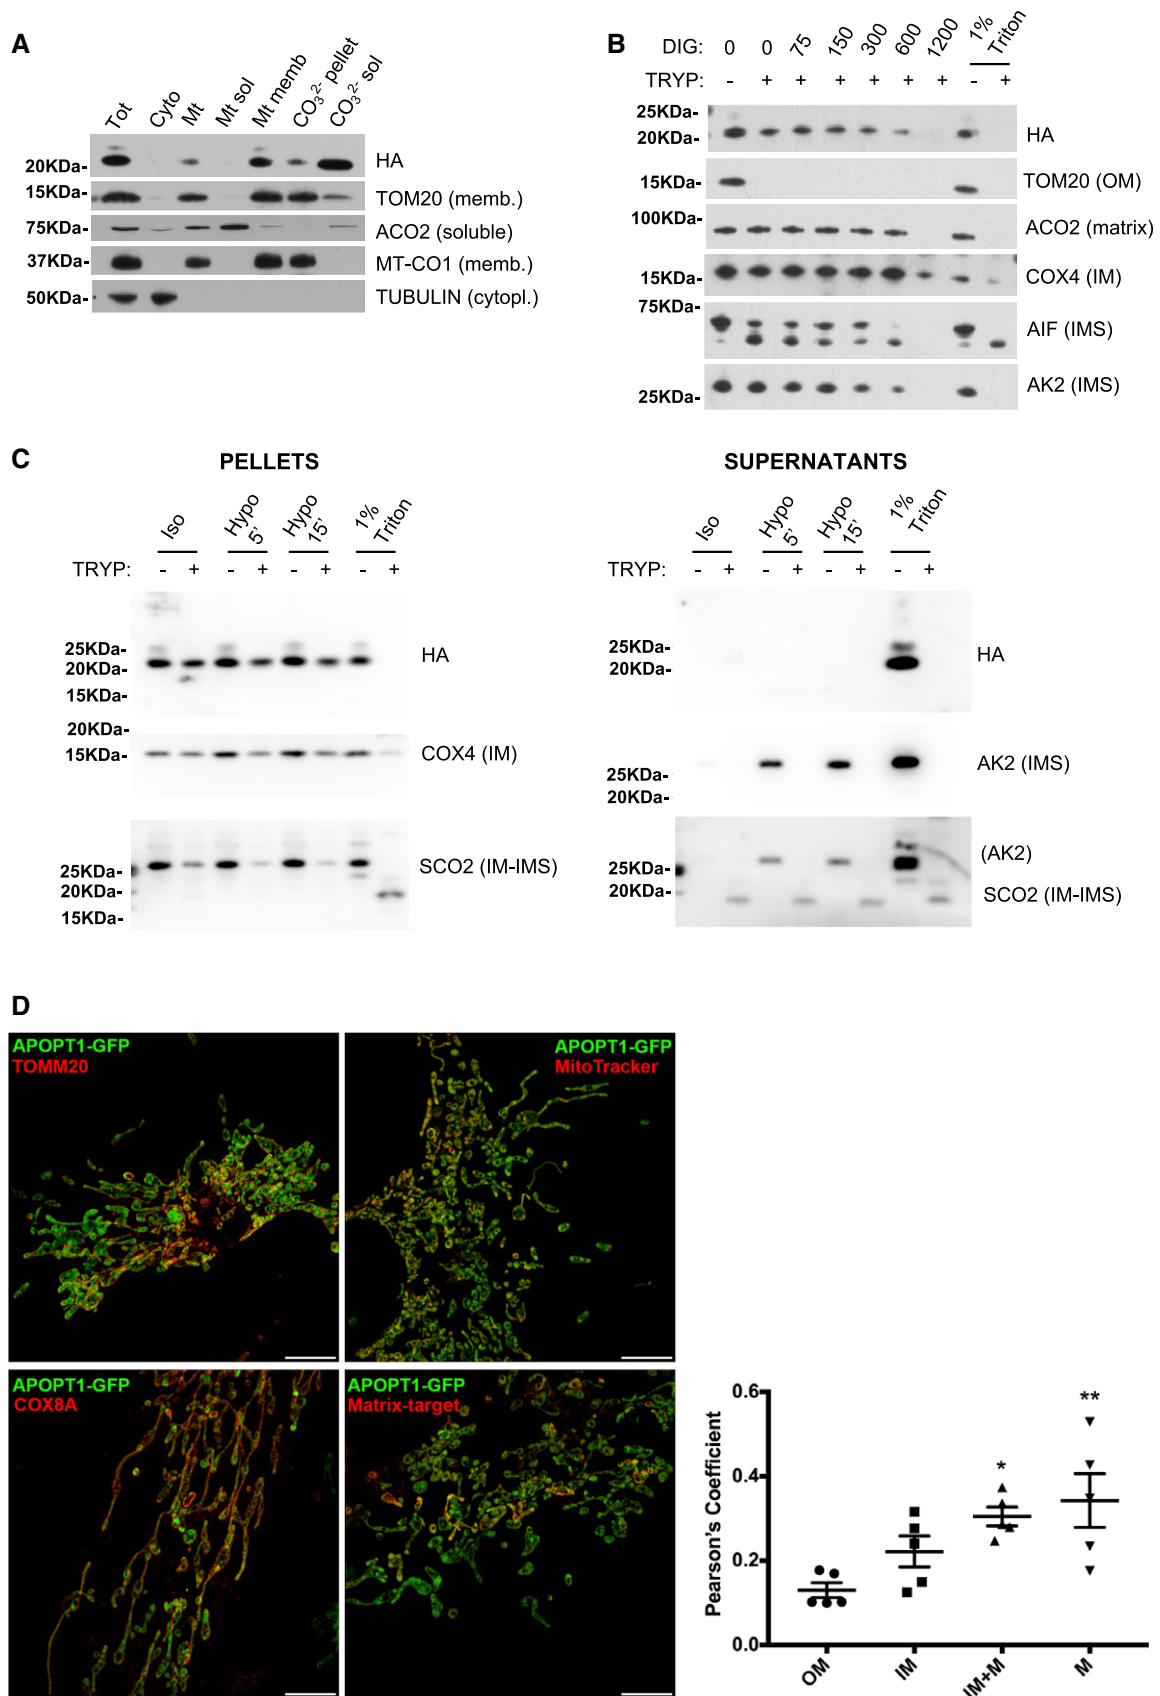 A
Tot
Cyto
Mt
Mt sol
Mt memb
CO₃²⁻ pellet
CO₃²⁻ sol
20KDa-
HA
15KDa-
TOM20 (memb.)
75KDa-
ACO2 (soluble)
37KDa-
MT-CO1 (memb.)
50KDa-
TUBULIN (cytopl.)
B
DIG: 0 0 75 150 300 600 1200 1% Triton
TRYP: - + + + + + + - +
25KDa-
20KDa-
HA
15KDa-
TOM20 (OM)
100KDa-
ACO2 (matrix)
15KDa-
COX4 (IM)
75KDa-
AIF (IMS)
25KDa-
AK2 (IMS)
C
PELLETS
Iso
Hypo 5'
Hypo 15'
1% Triton
TRYP: - + - + - + - +
25KDa-
20KDa-
15KDa-
HA
20KDa-
15KDa-
COX4 (IM)
25KDa-
20KDa-
15KDa-
SCO2 (IM-IMS)
SUPERNATANTS
Iso
Hypo 5'
Hypo 15'
1% Triton
TRYP: - + - + - + - +
25KDa-
20KDa-
HA
25KDa-
20KDa-
AK2 (IMS)
25KDa-
20KDa-
(AK2)
SCO2 (IM-IMS)
D
APOPT1-GFP
TOMM20
APOPT1-GFP
MitoTracker
APOPT1-GFP
COX8A
APOPT1-GFP
Matrix-target
Pearson's Coefficient
0.6
0.4
0.2
0.0
*
**
OM
IM
IM+M
M